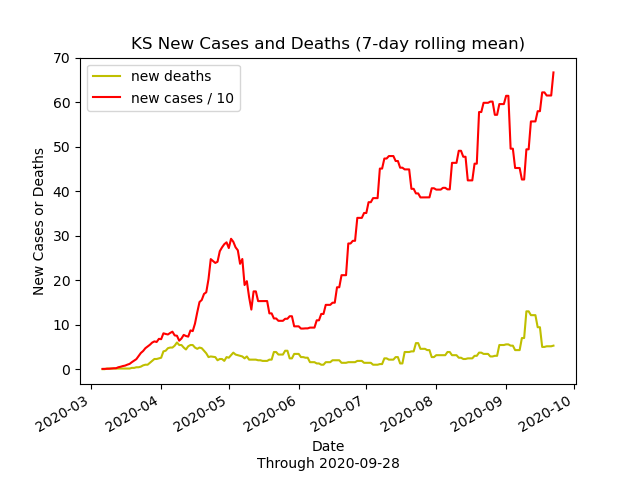 KS New Cases and Deaths (7-day rolling mean)
new deaths
new cases / 10
New Cases or Deaths
70
60
50
40
30
20
10
0
2020-03
2020-04
2020-05
2020-06
2020-07
2020-08
2020-09
2020-10
Date
Through 2020-09-28